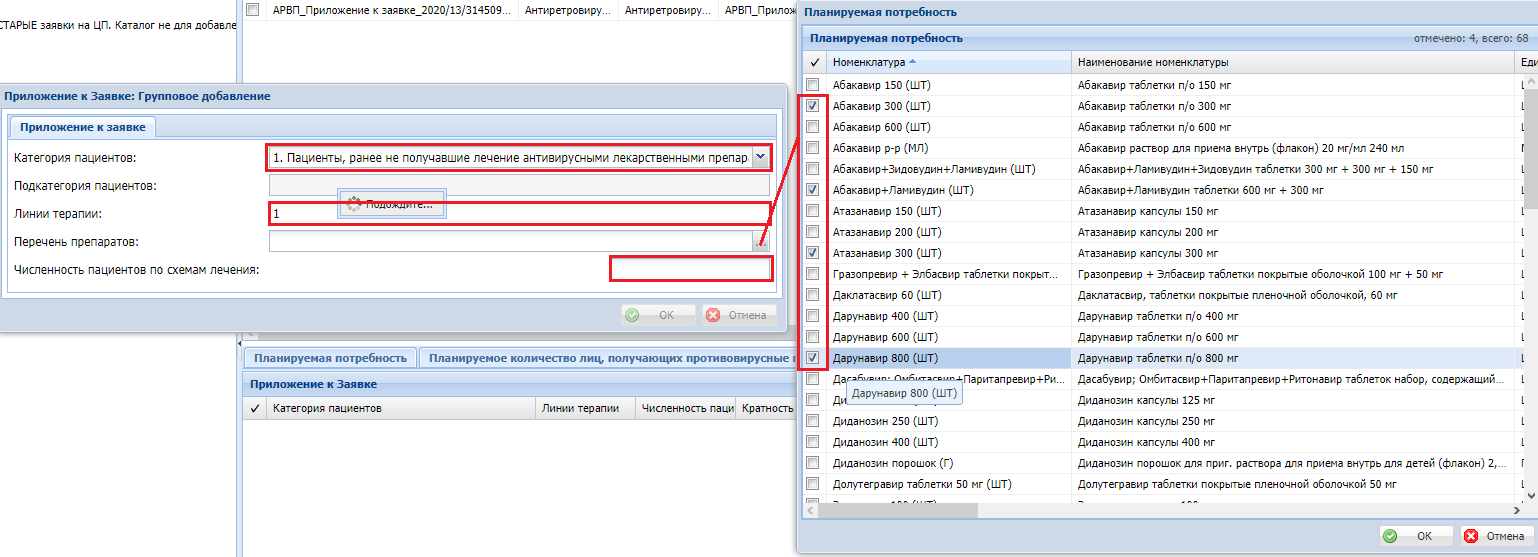 АРВП_Приложение к заявке_2020/13/314509... Антиретровиру... Антиретровиру... АРВП_Прилож
СТАРЫЕ заявки на ЦП. Каталог не для добавле
Приложение к Заявке: Групповое добавление
Приложение к заявке
Категория пациентов: 1. Пациенты, ранее не получавшие лечение антивирусными лекарственными препар
Подкатегория пациентов:
Подождите...
Линии терапии: 1
Перечень препаратов: ...
Численность пациентов по схемам лечения:
ОК Отмена
Планируемая потребность Планируемое количество лиц, получающих противовирусные
Приложение к Заявке
Категория пациентов Линии терапии Численность паци Кратность
Планируемая потребность
Планируемая потребность отмечено: 4, всего: 68
Номенклатура Наименование номенклатуры Еди
Абакавир 150 (ШТ) Абакавир таблетки п/о 150 мг
Абакавир 300 (ШТ) Абакавир таблетки п/о 300 мг
Абакавир 600 (ШТ) Абакавир таблетки п/о 600 мг
Абакавир р-р (МЛ) Абакавир раствор для приема внутрь (флакон) 20 мг/мл 240 мл
Абакавир+Зидовудин+Ламивудин (ШТ) Абакавир+Ламивудин+Зидовудин таблетки 300 мг + 300 мг + 150 мг
Абакавир+Ламивудин (ШТ) Абакавир+Ламивудин таблетки 600 мг + 300 мг
Атазанавир 150 (ШТ) Атазанавир капсулы 150 мг
Атазанавир 200 (ШТ) Атазанавир капсулы 200 мг
Атазанавир 300 (ШТ) Атазанавир капсулы 300 мг
Гразопревир + Элбасвир таблетки покрыт... Гразопревир + Элбасвир таблетки покрытые оболочкой 100 мг + 50 мг
Даклатасвир 60 (ШТ) Даклатасвир, таблетки покрытые пленочной оболочкой, 60 мг
Дарунавир 400 (ШТ) Дарунавир таблетки п/о 400 мг
Дарунавир 600 (ШТ) Дарунавир таблетки п/о 600 мг
Дарунавир 800 (ШТ) Дарунавир таблетки п/о 800 мг
Дасабувир; Омбитасвир+Паритапревир+Ри... Дасабувир; Омбитасвир+Паритапревир+Ритонавир таблеток набор, содержащий...
Дарунавир 800 (ШТ)
Диданозин капсулы 125 мг
Диданозин 250 (ШТ) Диданозин капсулы 250 мг
Диданозин 400 (ШТ) Диданозин капсулы 400 мг
Диданозин порошок (Г) Диданозин порошок для приг. раствора для приема внутрь для детей (флакон) 2,...
Долутегравир таблетки 50 мг (ШТ) Долутегравир таблетки покрытые пленочной оболочкой 50 мг
ОК Отмена